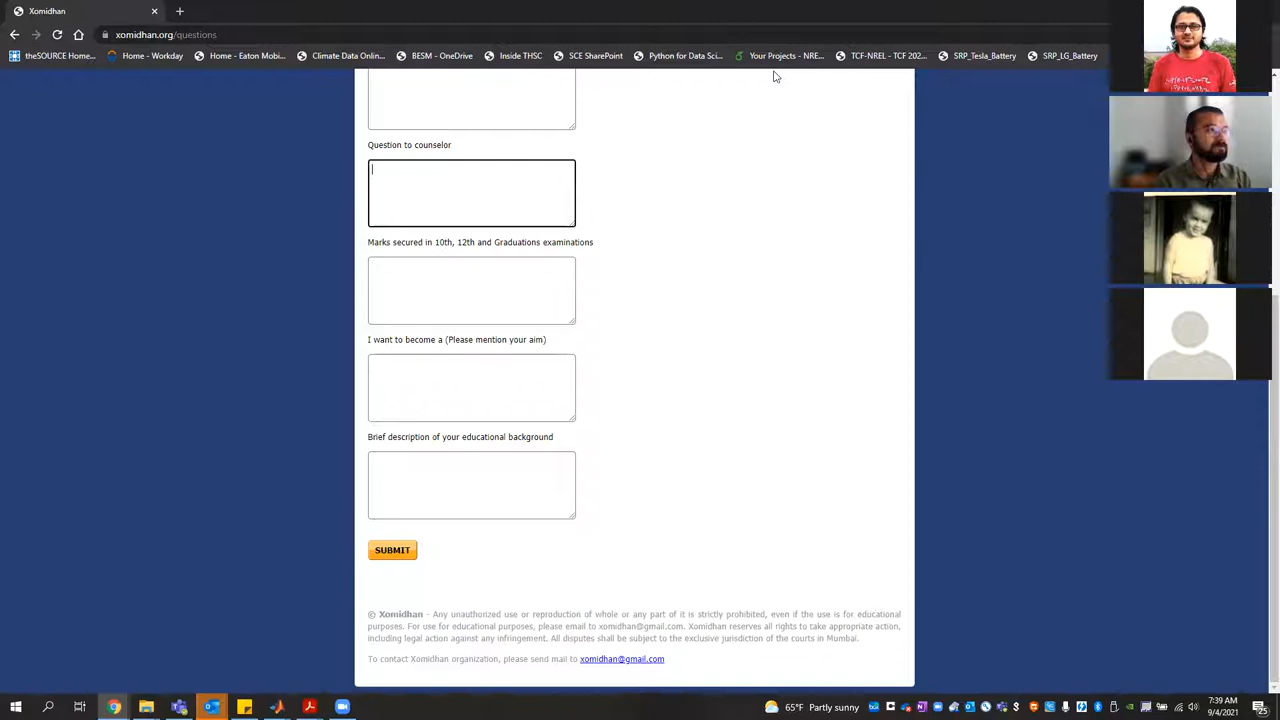 Xomidhan
xomidhan.org/questions
theSOURCE Home...
Home - Workday
Home - Eaton Mobi...
Climate Data Onlin...
BESM - OneDrive
Inside THSC
SCE SharePoint
Python for Data Sci...
Your Projects - NRE...
TCF-NREL - TCF 202...
SRP_Tesla_Battery
SRP_LG_Battery
Question to counselor
Marks secured in 10th, 12th and Graduations examinations
I want to become a (Please mention your aim)
Brief description of your educational background
SUBMIT
© Xomidhan - Any unauthorized use or reproduction of whole or any part of it is strictly prohibited, even if the use is for educational
purposes. For use for educational purposes, please email to xomidhan@gmail.com. Xomidhan reserves all rights to take appropriate action,
including legal action against any infringement. All disputes shall be subject to the exclusive jurisdiction of the courts in Mumbai.
To contact Xomidhan organization, please send mail to xomidhan@gmail.com
65°F Partly sunny
7:39 AM
9/4/2021